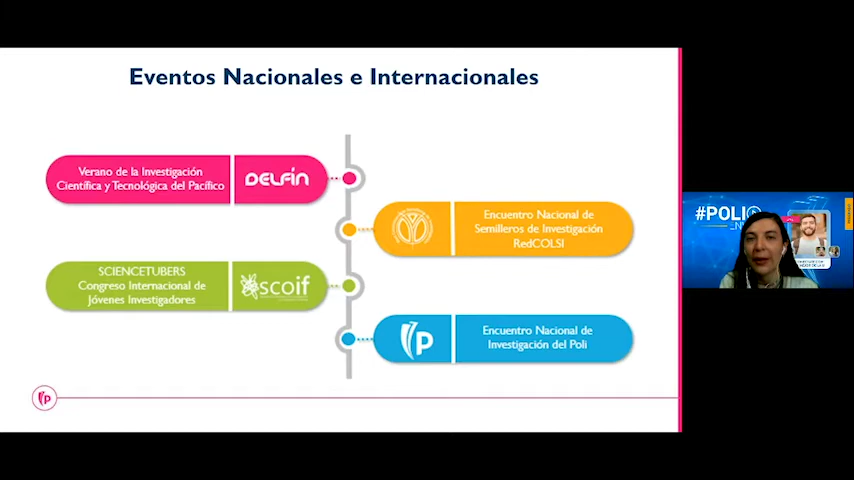 Eventos Nacionales e Internacionales
Verano de la Investigación
Científica y Tecnológica del Pacífico
DELFÍN
Encuentro Nacional de
Semilleros de Investigación
RedCOLSI
SCIENCETUBERS
Congreso Internacional de
Jóvenes Investigadores
scoif
P
Encuentro Nacional de
Investigación del Poli
P
#POLI